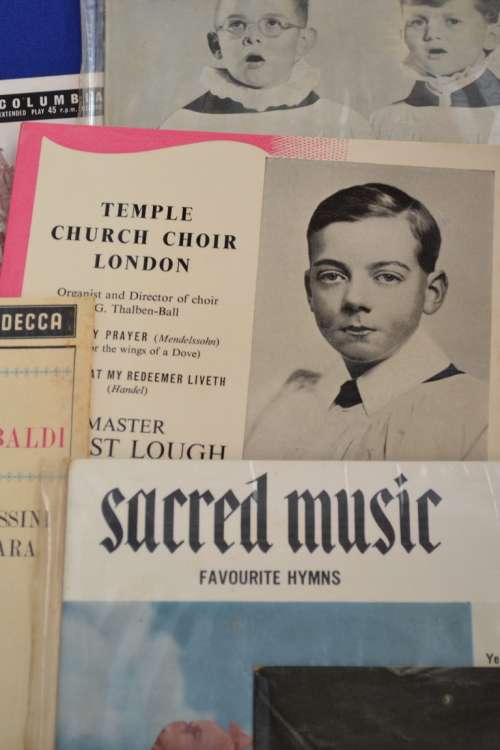 COLUMB
EXTENDED PLAY 45 r.p.m.
TEMPLE
CHURCH CHOIR
LONDON
Organist and Director of choir
G. Thalben-Ball
Y PRAYER (Mendelssohn)
or the wings of a Dove)
AT MY REDEEMER LIVETH
(Handel)
MASTER
ST LOUGH
DECCA
BALDI
SSINI
ARA
sacred music
FAVOURITE HYMNS
Ye